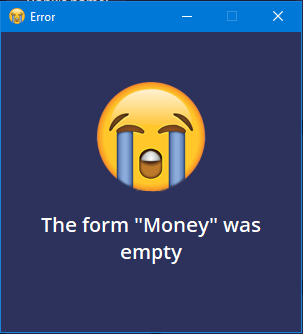 Error
The form "Money" was
empty